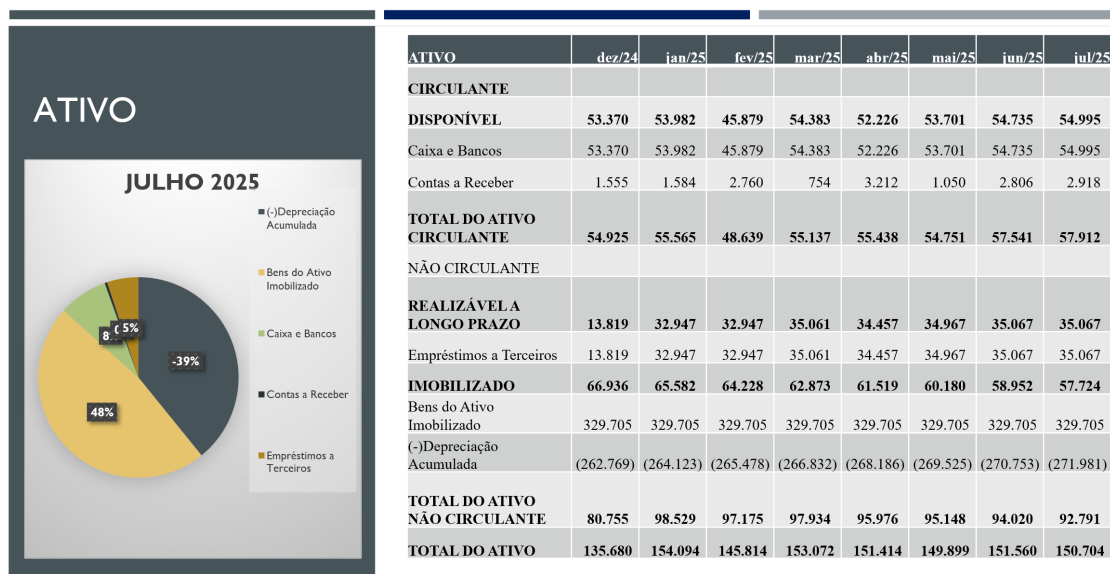 ATIVO
JULHO 2025
(-)Depreciação
Acumulada
Bens do Ativo
Imobilizado
Caixa e Bancos
Contas a Receber
Empréstimos a
Terceiros
-39%
48%
8
0
5%
ATIVO dez/24 jan/25 fev/25 mar/25 abr/25 mai/25 jun/25 jul/25
CIRCULANTE
DISPONÍVEL 53.370 53.982 45.879 54.383 52.226 53.701 54.735 54.995
Caixa e Bancos 53.370 53.982 45.879 54.383 52.226 53.701 54.735 54.995
Contas a Receber 1.555 1.584 2.760 754 3.212 1.050 2.806 2.918
TOTAL DO ATIVO
CIRCULANTE 54.925 55.565 48.639 55.137 55.438 54.751 57.541 57.912
NÃO CIRCULANTE
REALIZÁVEL A
LONGO PRAZO 13.819 32.947 32.947 35.061 34.457 34.967 35.067 35.067
Empréstimos a Terceiros 13.819 32.947 32.947 35.061 34.457 34.967 35.067 35.067
IMOBILIZADO 66.936 65.582 64.228 62.873 61.519 60.180 58.952 57.724
Bens do Ativo
Imobilizado 329.705 329.705 329.705 329.705 329.705 329.705 329.705 329.705
(-)Depreciação
Acumulada (262.769) (264.123) (265.478) (266.832) (268.186) (269.525) (270.753) (271.981)
TOTAL DO ATIVO
NÃO CIRCULANTE 80.755 98.529 97.175 97.934 95.976 95.148 94.020 92.791
TOTAL DO ATIVO 135.680 154.094 145.814 153.072 151.414 149.899 151.560 150.704